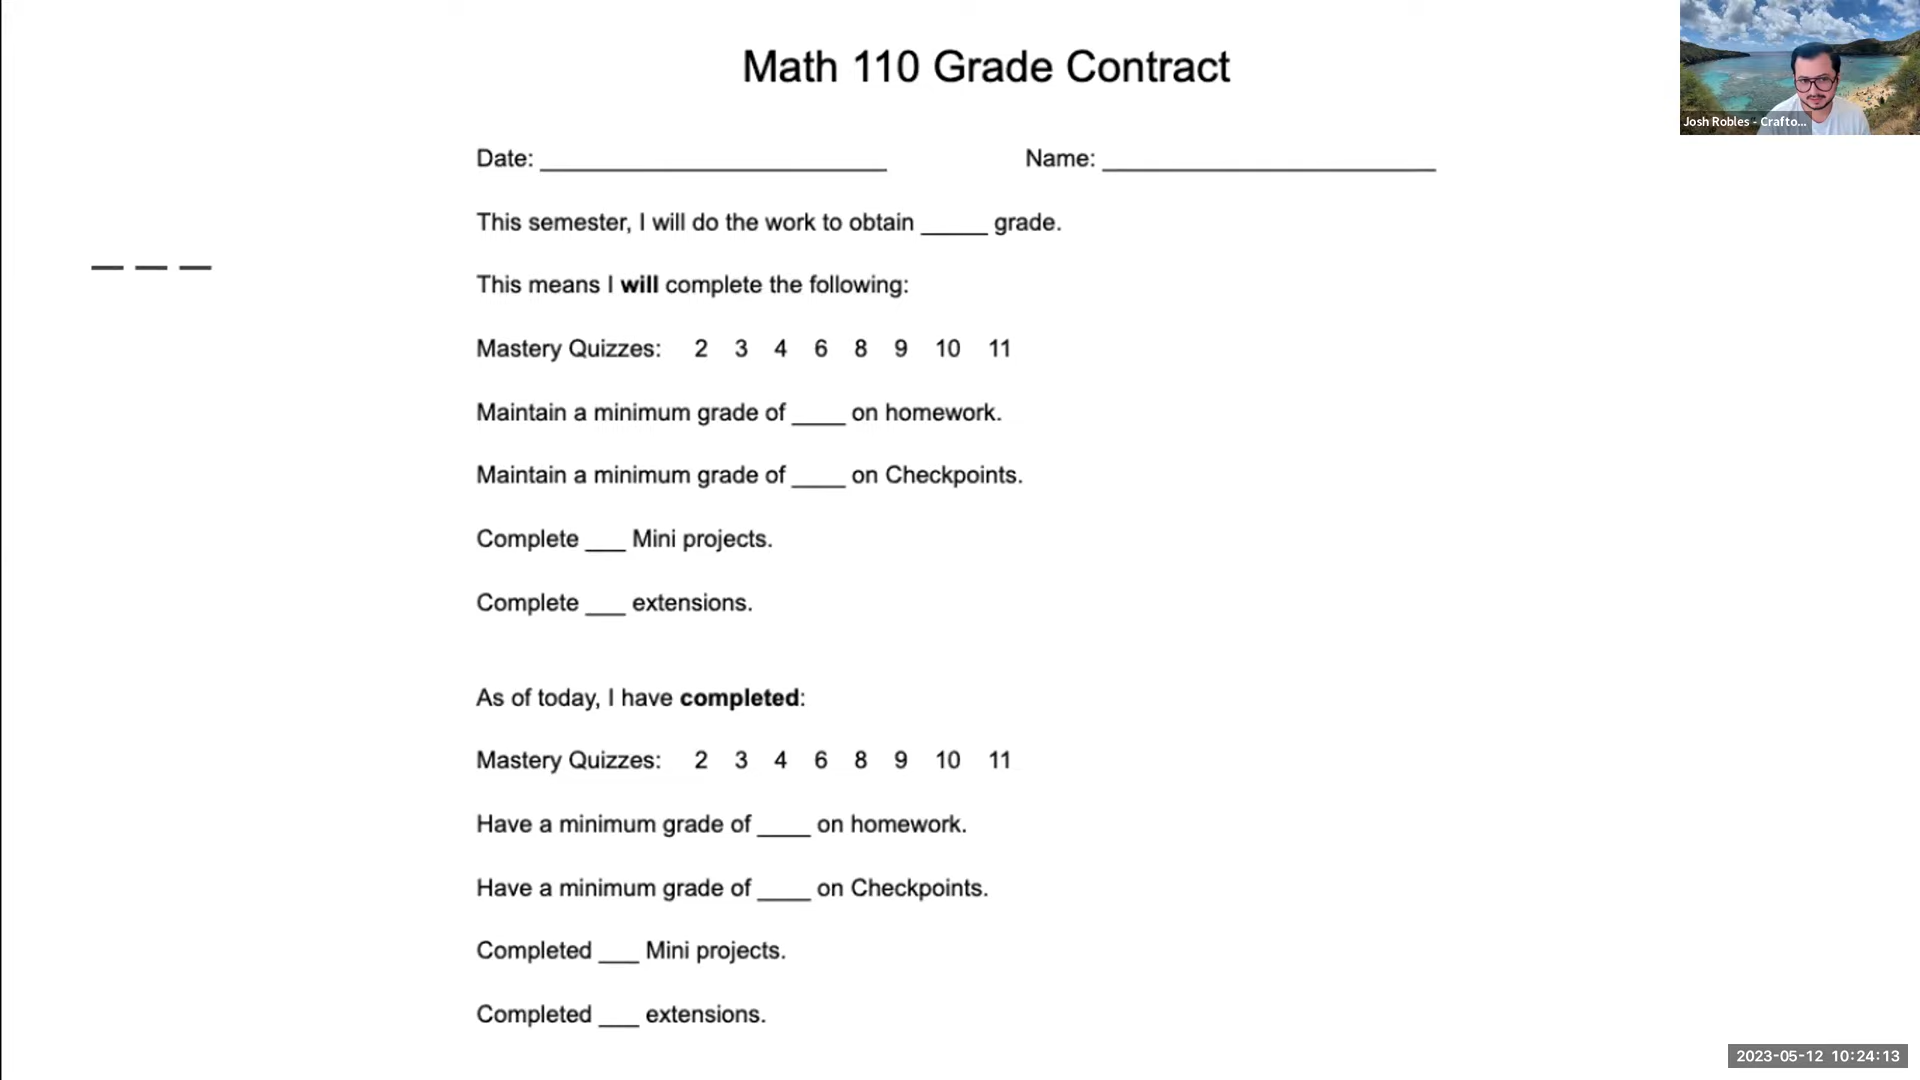 Math 110 Grade Contract
Josh Robles - Crafto...
Date: __________________________ Name: _________________________
This semester, I will do the work to obtain _____ grade.
This means I will complete the following:
Mastery Quizzes: 2 3 4 6 8 9 10 11
Maintain a minimum grade of ____ on homework.
Maintain a minimum grade of ____ on Checkpoints.
Complete ___ Mini projects.
Complete ___ extensions.
As of today, I have completed:
Mastery Quizzes: 2 3 4 6 8 9 10 11
Have a minimum grade of ____ on homework.
Have a minimum grade of ____ on Checkpoints.
Completed ___ Mini projects.
Completed ___ extensions.
2023-05-12 10:24:13